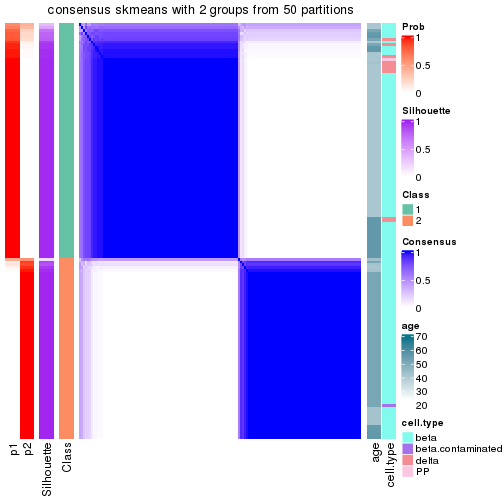 consensus skmeans with 2 groups from 50 partitions
Prob
1
0.5
0
Silhouette
1
0.5
0
Class
1
2
Consensus
1
0.5
0
age
70
60
50
40
30
20
cell.type
beta
beta.contaminated
delta
PP
p1
p2
Silhouette
Class
age
cell.type